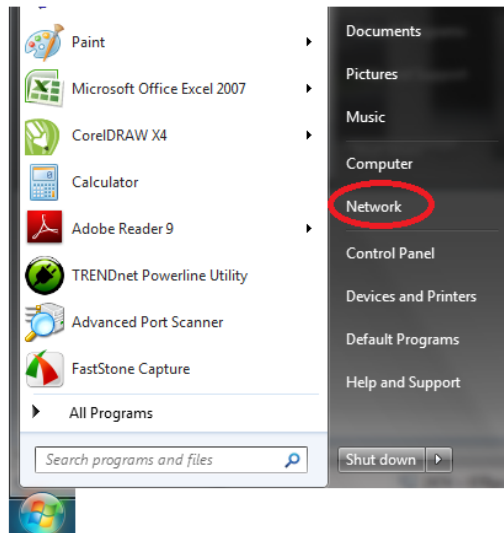 Paint
Microsoft Office Excel 2007
CorelDRAW X4
Calculator
Adobe Reader 9
TRENDnet Powerline Utility
Advanced Port Scanner
FastStone Capture
All Programs
Search programs and files
Documents
Pictures
Music
Computer
Network
Control Panel
Devices and Printers
Default Programs
Help and Support
Shut down